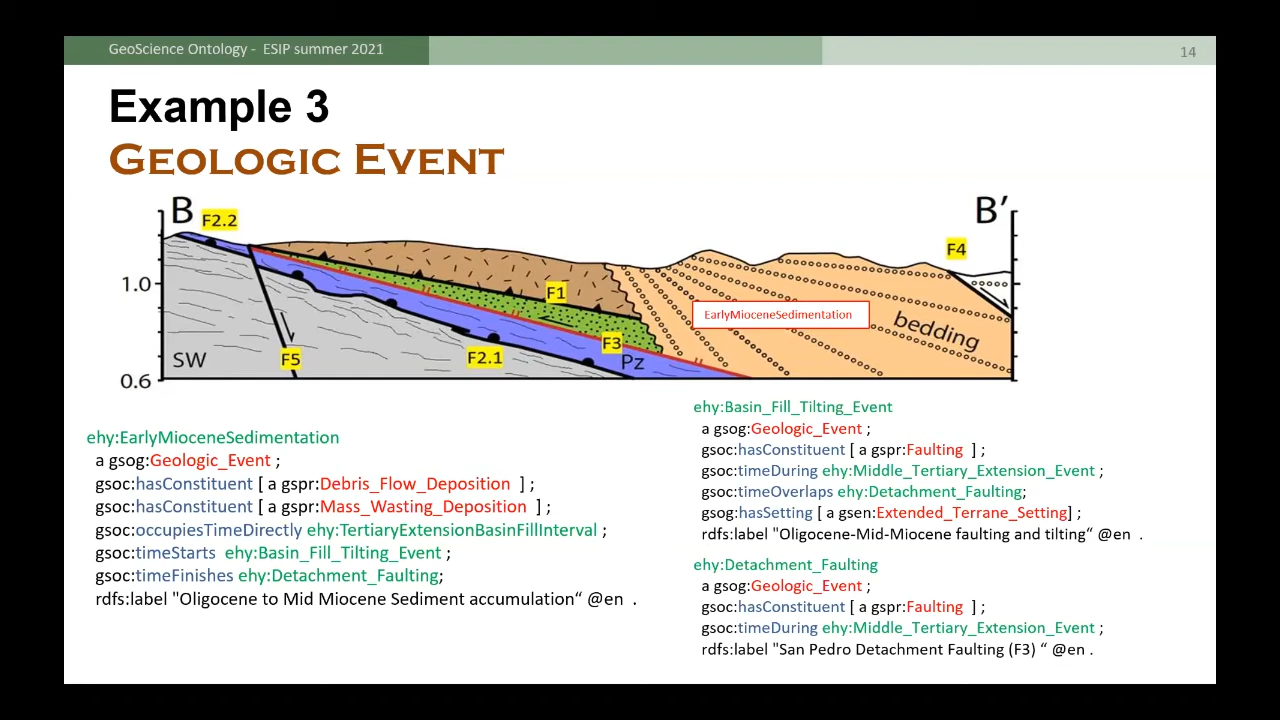 GeoScience Ontology - ESIP summer 2021
14
Example 3
Geologic Event
B
F2.2
B′
F4
1.0
F1
EarlyMioceneSedimentation
bedding
F3
SW
F5
F2.1
Pz
0.6
ehy:EarlyMioceneSedimentation
a gsog:Geologic_Event ;
gsoc:hasConstituent [ a gspr:Debris_Flow_Deposition ] ;
gsoc:hasConstituent [ a gspr:Mass_Wasting_Deposition ] ;
gsoc:occupiesTimeDirectly ehy:TertiaryExtensionBasinFillInterval ;
gsoc:timeStarts ehy:Basin_Fill_Tilting_Event ;
gsoc:timeFinishes ehy:Detachment_Faulting;
rdfs:label "Oligocene to Mid Miocene Sediment accumulation“ @en .
ehy:Basin_Fill_Tilting_Event
a gsog:Geologic_Event ;
gsoc:hasConstituent [ a gspr:Faulting ] ;
gsoc:timeDuring ehy:Middle_Tertiary_Extension_Event ;
gsoc:timeOverlaps ehy:Detachment_Faulting;
gsog:hasSetting [ a gsen:Extended_Terrane_Setting] ;
rdfs:label "Oligocene-Mid-Miocene faulting and tilting“ @en .
ehy:Detachment_Faulting
a gsog:Geologic_Event ;
gsoc:hasConstituent [ a gspr:Faulting ] ;
gsoc:timeDuring ehy:Middle_Tertiary_Extension_Event ;
rdfs:label "San Pedro Detachment Faulting (F3) “ @en .